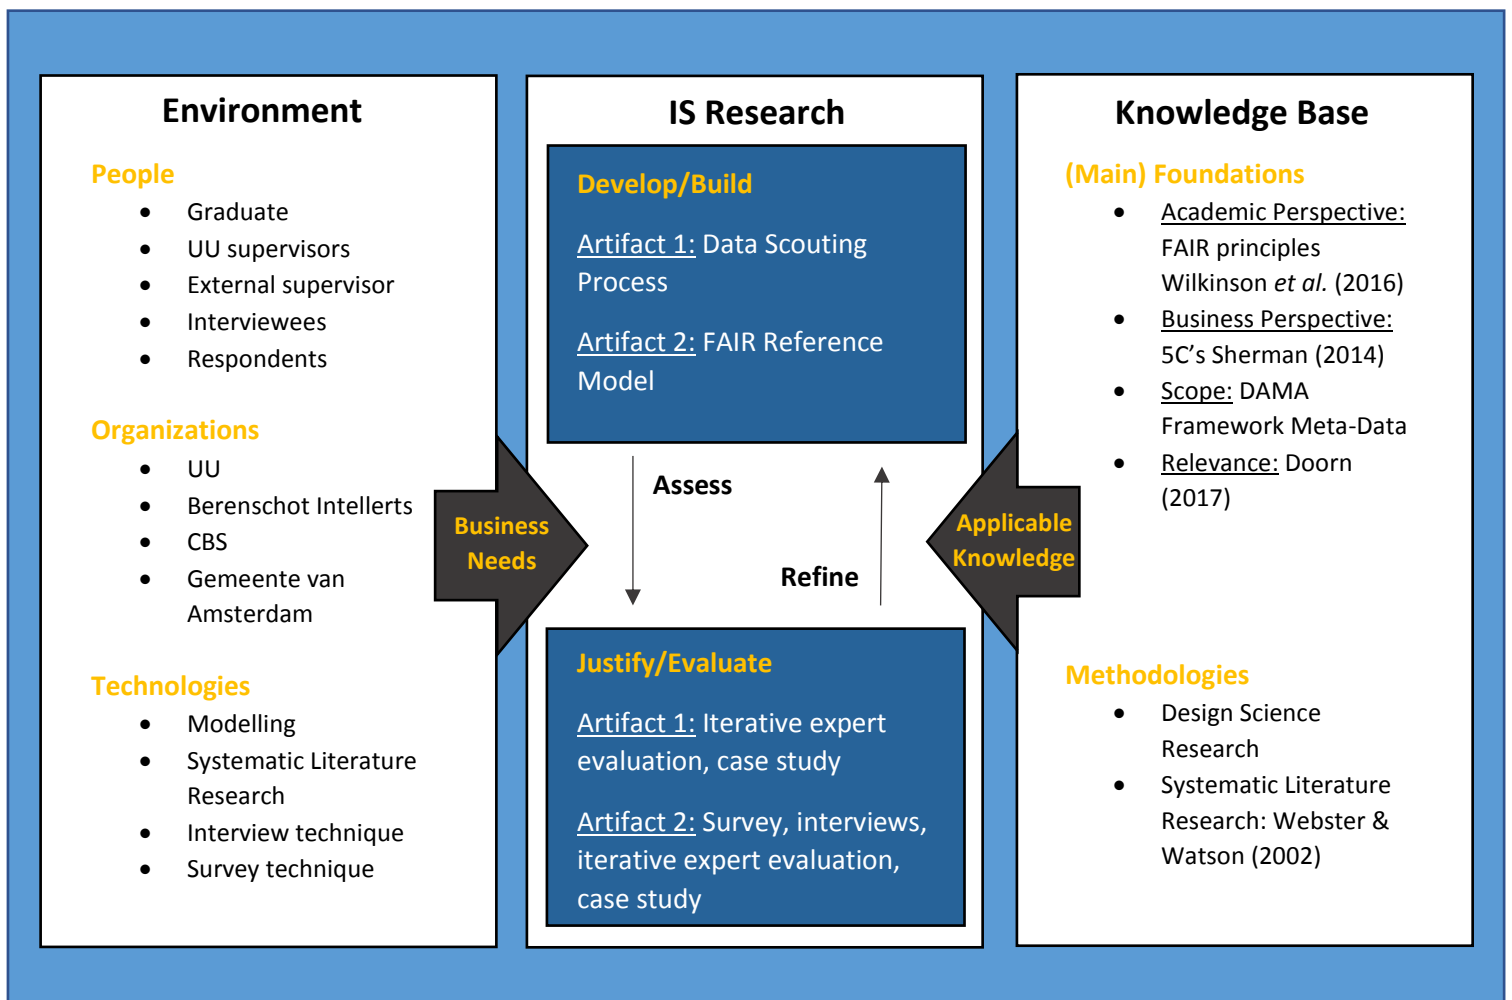 Environment
People
• Graduate
• UU supervisors
• External supervisor
• Interviewees
• Respondents
Organizations
• UU
• Berenschot Intellerts
• CBS
• Gemeente van
Amsterdam
Technologies
• Modelling
• Systematic Literature
Research
• Interview technique
• Survey technique
Business
Needs
IS Research
Develop/Build
Artifact 1: Data Scouting
Process
Artifact 2: FAIR Reference
Model
Assess
Refine
Justify/Evaluate
Artifact 1: Iterative expert
evaluation, case study
Artifact 2: Survey, interviews,
iterative expert evaluation,
case study
Applicable
Knowledge
Knowledge Base
(Main) Foundations
• Academic Perspective:
FAIR principles
Wilkinson et al. (2016)
• Business Perspective:
5C’s Sherman (2014)
• Scope: DAMA
Framework Meta-Data
• Relevance: Doorn
(2017)
Methodologies
• Design Science
Research
• Systematic Literature
Research: Webster &
Watson (2002)